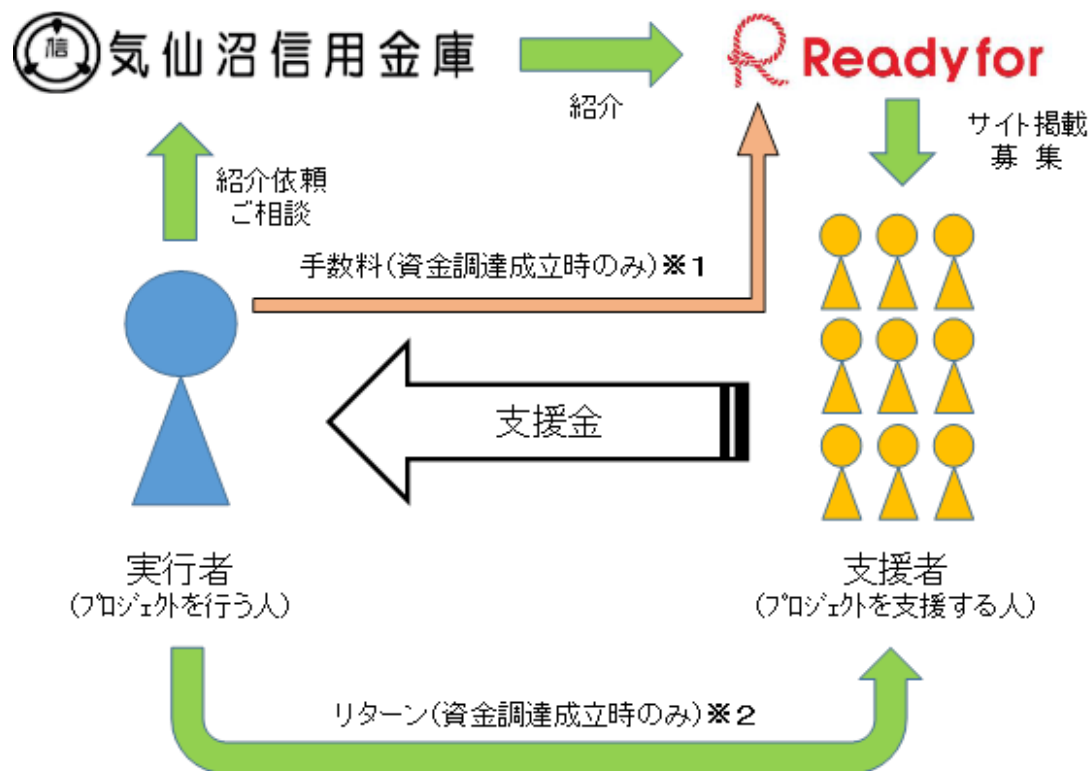 信 気仙沼信用金庫
Readyfor
紹介
サイト掲載
募 集
紹介依頼
ご相談
手数料(資金調達成立時のみ)※1
支援金
実行者
(プロジェクトを行う人)
支援者
(プロジェクトを支援する人)
リターン(資金調達成立時のみ)※2